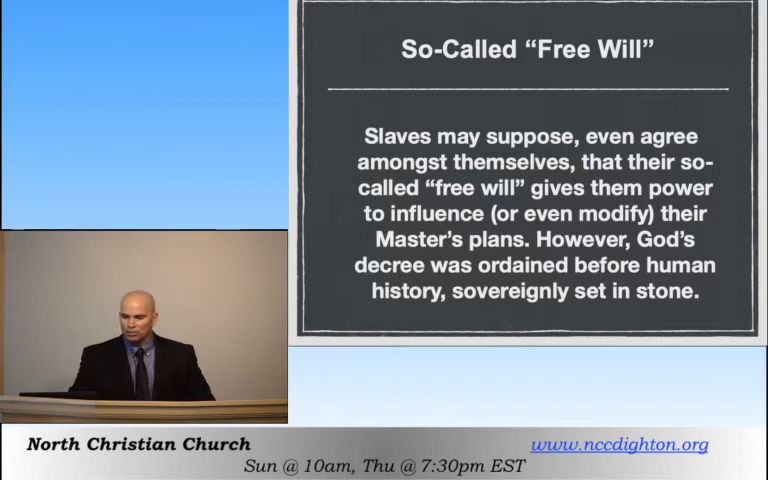 So-Called “Free Will”
Slaves may suppose, even agree
amongst themselves, that their so-
called “free will” gives them power
to influence (or even modify) their
Master’s plans. However, God’s
decree was ordained before human
history, sovereignly set in stone.
North Christian Church
www.nccdighton.org
Sun @ 10am, Thu @ 7:30pm EST